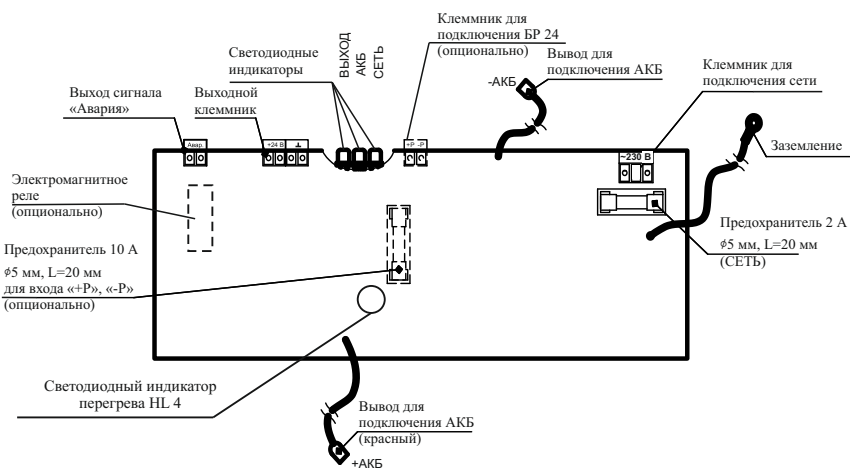 Клеммник для
подключения БР 24
(опционально)
Светодиодные
индикаторы
ВЫХОД
АКБ
СЕТЬ
Вывод для
подключения АКБ
-АКБ
Клеммник для
подключения сети
Выход сигнала
«Авария»
Выходной
клеммник
Заземление
Авар.
+24 В
+Р -Р
~230 В
Электромагнитное
реле
(опционально)
Предохранитель 2 А
ϕ5 мм, L=20 мм
(СЕТЬ)
Предохранитель 10 А
ϕ5 мм, L=20 мм
для входа «+Р», «-Р»
(опционально)
Светодиодный индикатор
перегрева HL 4
Вывод для
подключения АКБ
(красный)
+АКБ